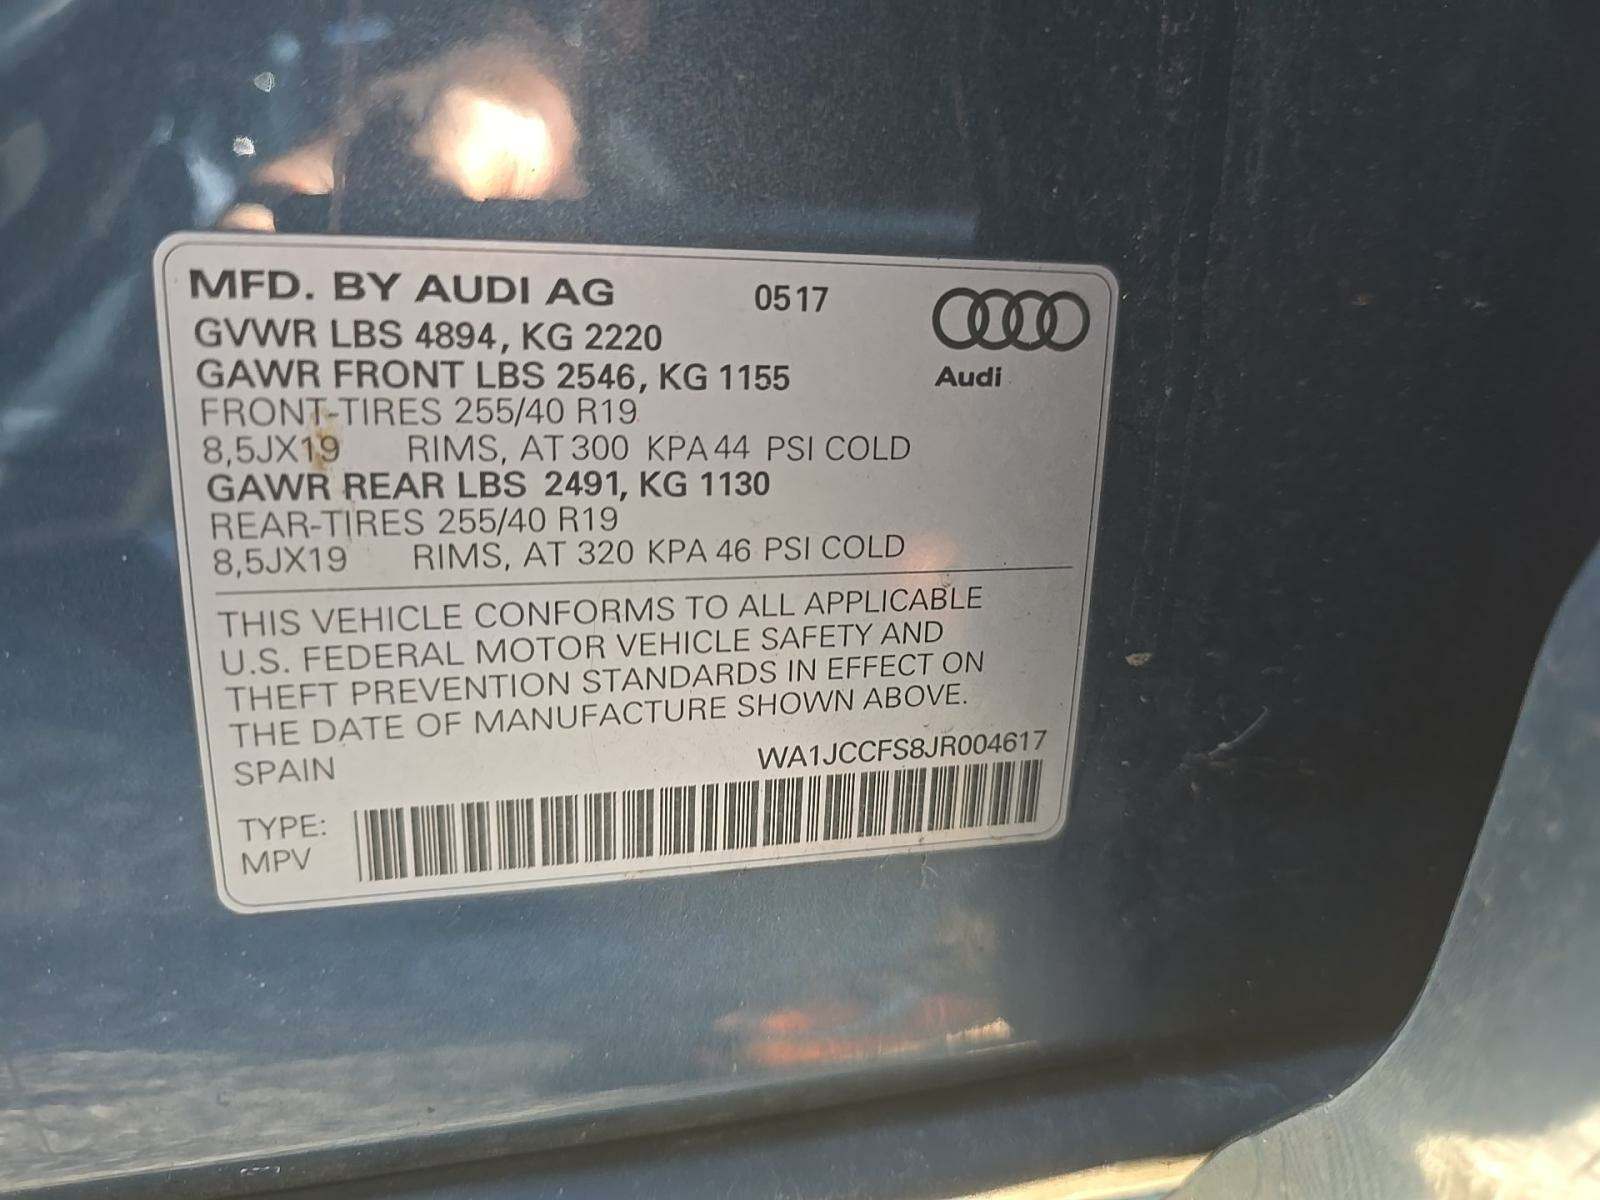 MFD. BY AUDI AG 0517
GVWR LBS 4894, KG 2220
GAWR FRONT LBS 2546, KG 1155
Audi
FRONT-TIRES 255/40 R19
8,5JX19 RIMS, AT 300 KPA 44 PSI COLD
GAWR REAR LBS 2491, KG 1130
REAR-TIRES 255/40 R19
8,5JX19 RIMS, AT 320 KPA 46 PSI COLD
THIS VEHICLE CONFORMS TO ALL APPLICABLE
U.S. FEDERAL MOTOR VEHICLE SAFETY AND
THEFT PREVENTION STANDARDS IN EFFECT ON
THE DATE OF MANUFACTURE SHOWN ABOVE.
SPAIN WA1JCCFS8JR004617
TYPE:
MPV